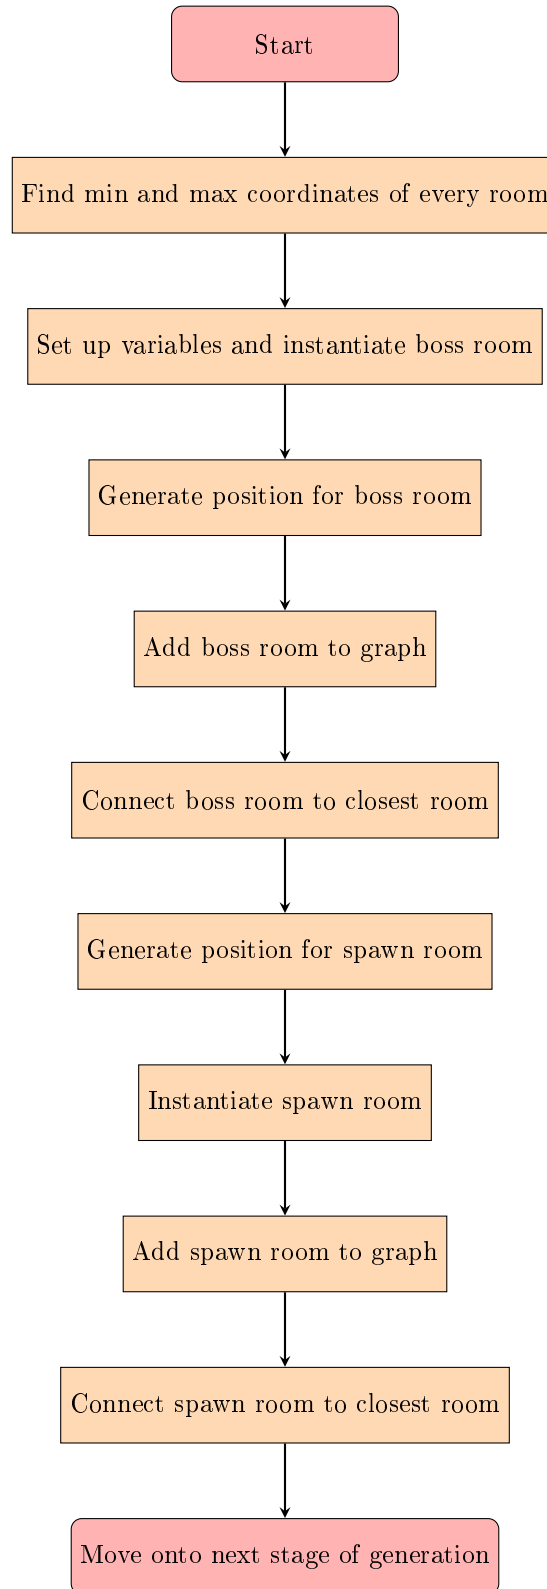 Start
Find min and max coordinates of every room
Set up variables and instantiate boss room
Generate position for boss room
Add boss room to graph
Connect boss room to closest room
Generate position for spawn room
Instantiate spawn room
Add spawn room to graph
Connect spawn room to closest room
Move onto next stage of generation